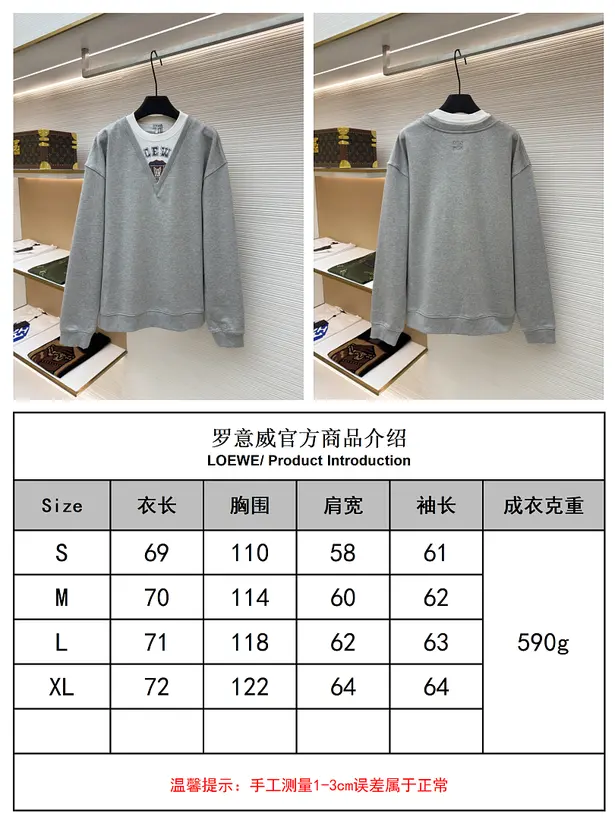 LOEWE
罗意威官方商品介绍
LOEWE/ Product Introduction
Size 衣长 胸围 肩宽 袖长 成衣克重
S 69 110 58 61
M 70 114 60 62
L 71 118 62 63
XL 72 122 64 64
590g
温馨提示: 手工测量1-3cm误差属于正常